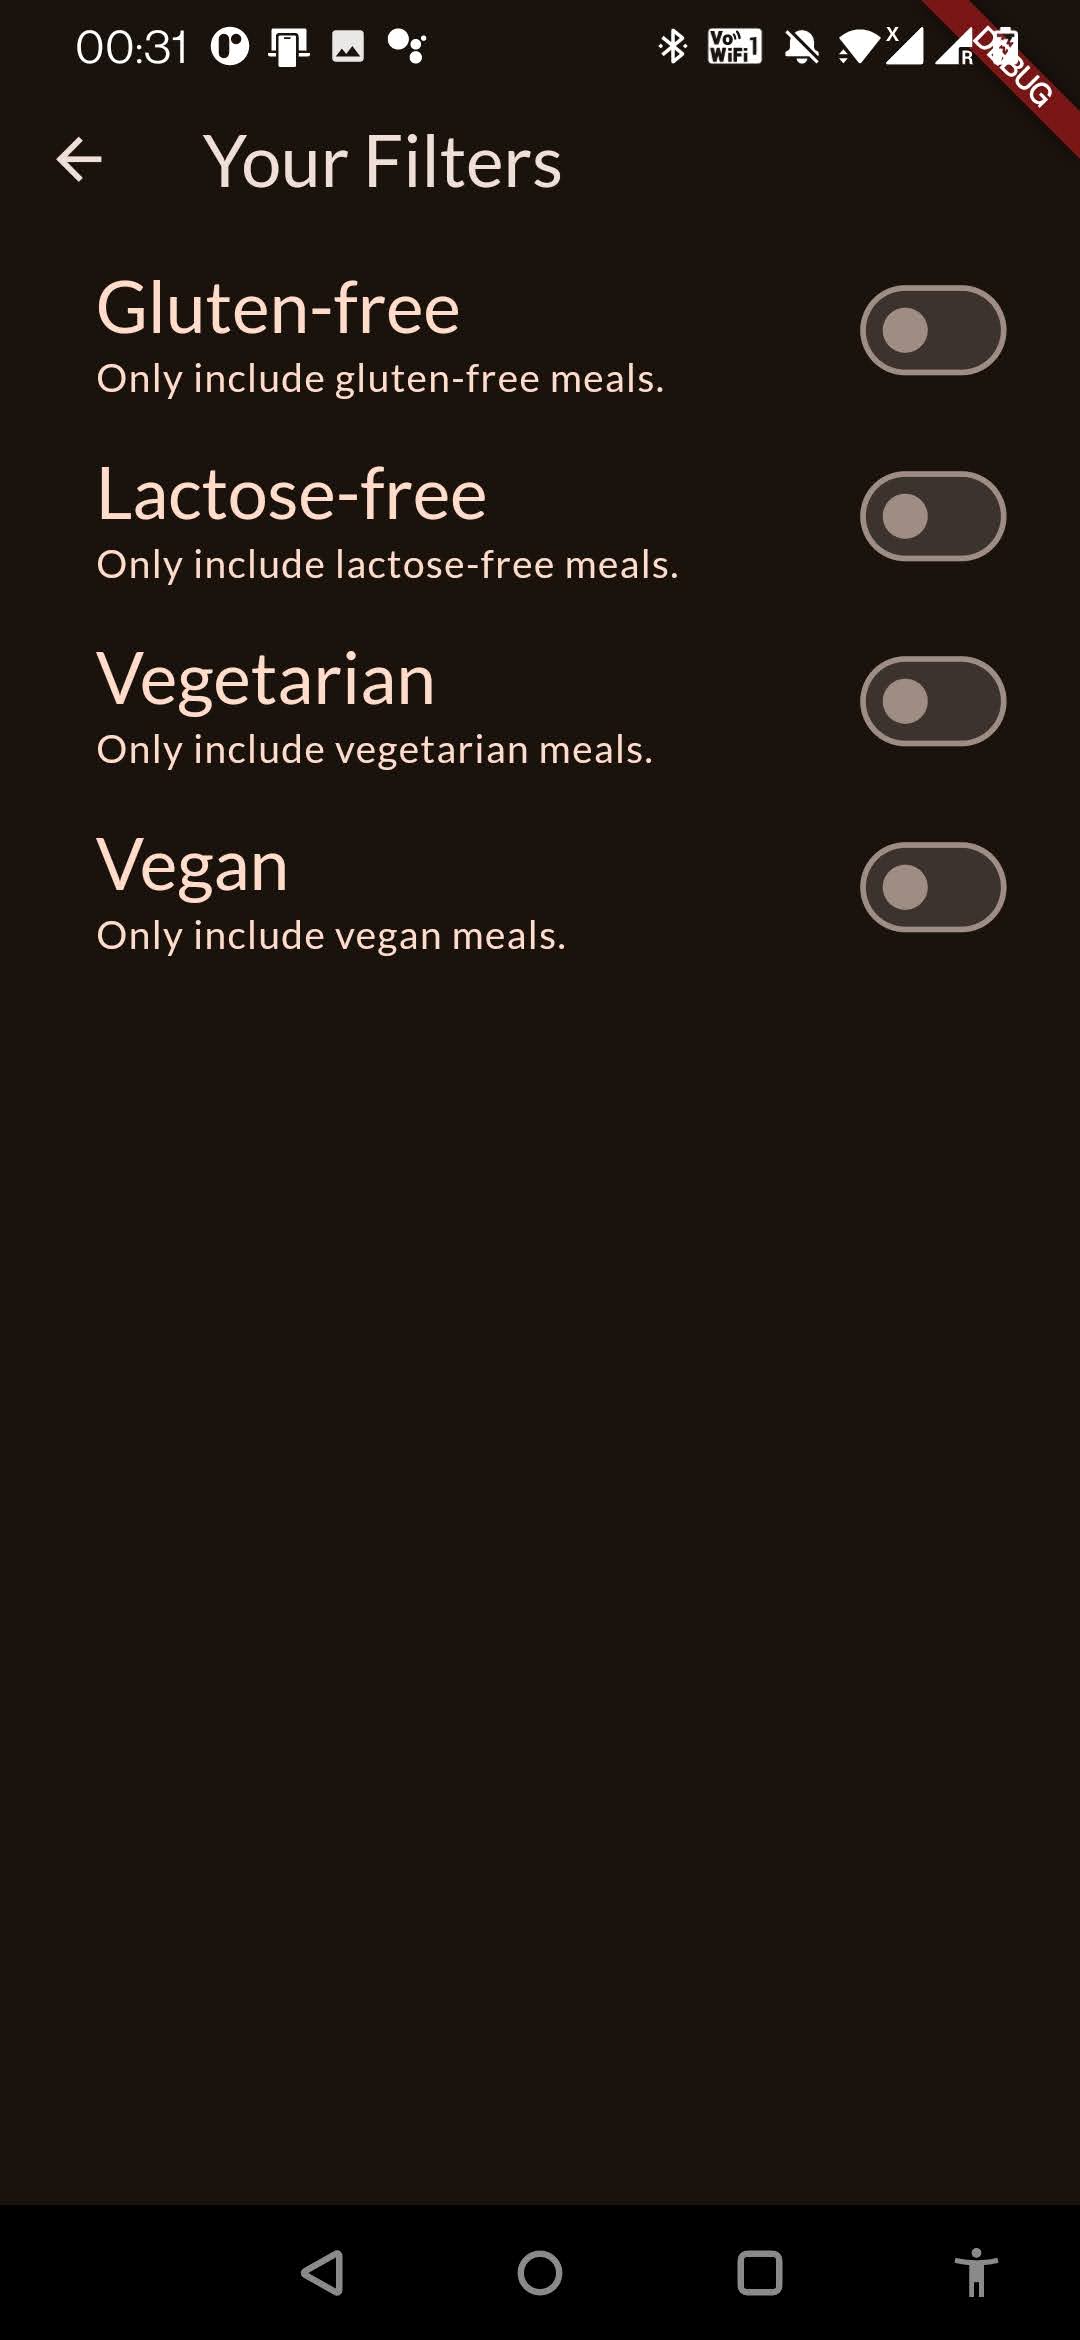 00:31
Vo WiFi 1
X
R
DEBUG
Your Filters
Gluten-free
Only include gluten-free meals.
Lactose-free
Only include lactose-free meals.
Vegetarian
Only include vegetarian meals.
Vegan
Only include vegan meals.